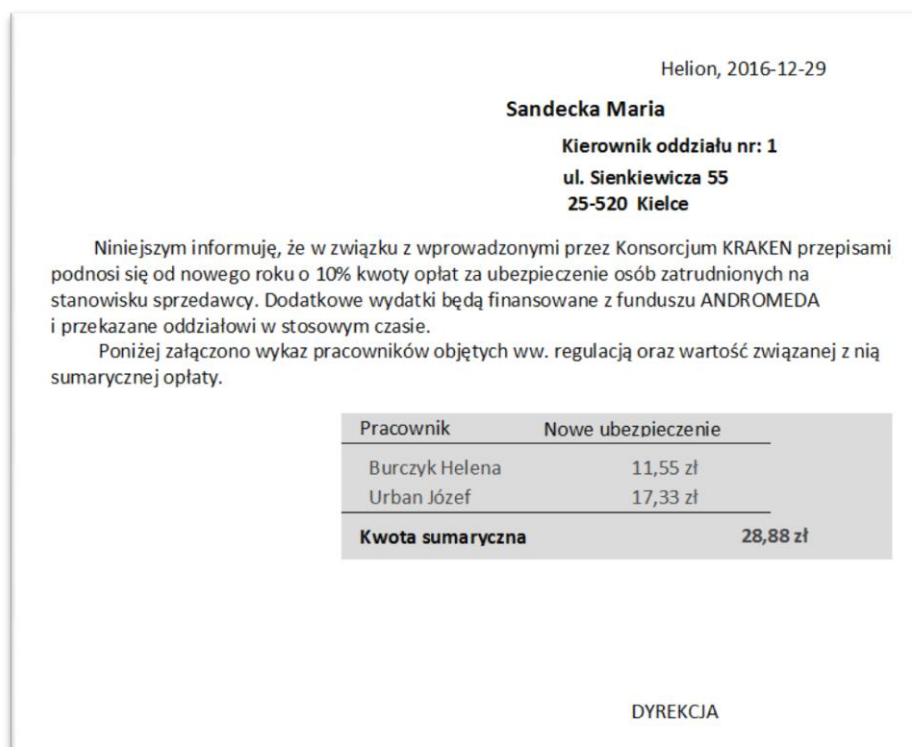 Helion, 2016-12-29
Sandecka Maria
Kierownik oddziału nr: 1
ul. Sienkiewicza 55
25-520 Kielce
Niniejszym informuję, że w związku z wprowadzonymi przez Konsorcjum KRAKEN przepisami
podnosi się od nowego roku o 10% kwoty opłat za ubezpieczenie osób zatrudnionych na
stanowisku sprzedawcy. Dodatkowe wydatki będą finansowane z funduszu ANDROMEDA
i przekazane oddziałowi w stosowym czasie.
Poniżej załączono wykaz pracowników objętych ww. regulacją oraz wartość związanej z nią
sumarycznej opłaty.
Pracownik Nowe ubezpieczenie
Burczyk Helena 11,55 zł
Urban Józef 17,33 zł
Kwota sumaryczna 28,88 zł
DYREKCJA